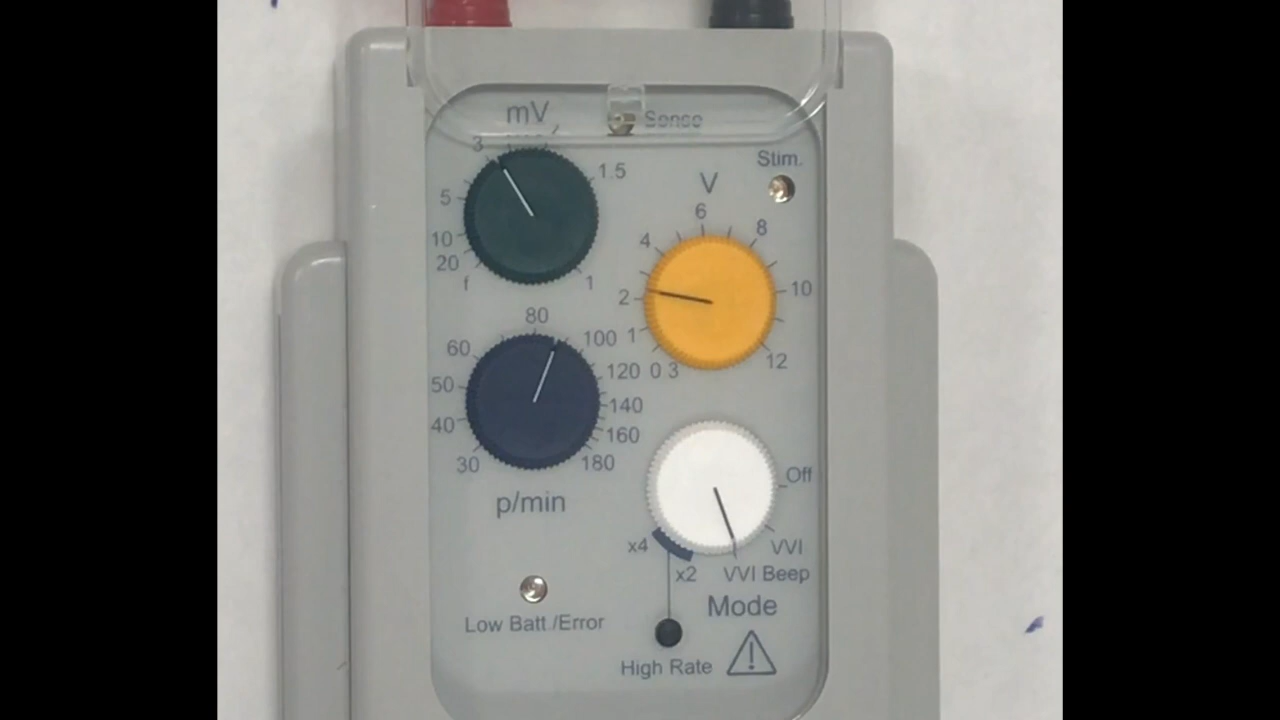 mV
Sense
3
1.5
Stim.
V
5
6
8
10
4
20
2
10
f
1
1
80
12
0.3
60
100
50
120
40
140
160
30
180
p/min
Off
x4
VVI
x2
VVI Beep
Mode
Low Batt./Error
High Rate